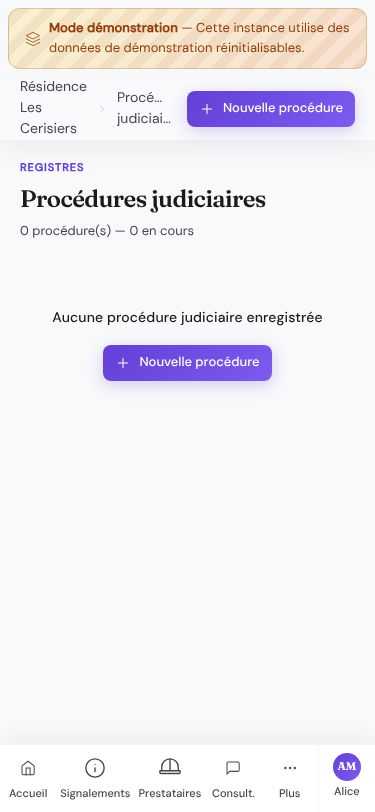 Mode démonstration — Cette instance utilise des
données de démonstration réinitialisables.
Résidence
Les
Cerisiers
Procé...
judiciai...
Nouvelle procédure
REGISTRES
Procédures judiciaires
0 procédure(s) — 0 en cours
Aucune procédure judiciaire enregistrée
Nouvelle procédure
Accueil
Signalements
Prestataires
Consult.
Plus
AM
Alice